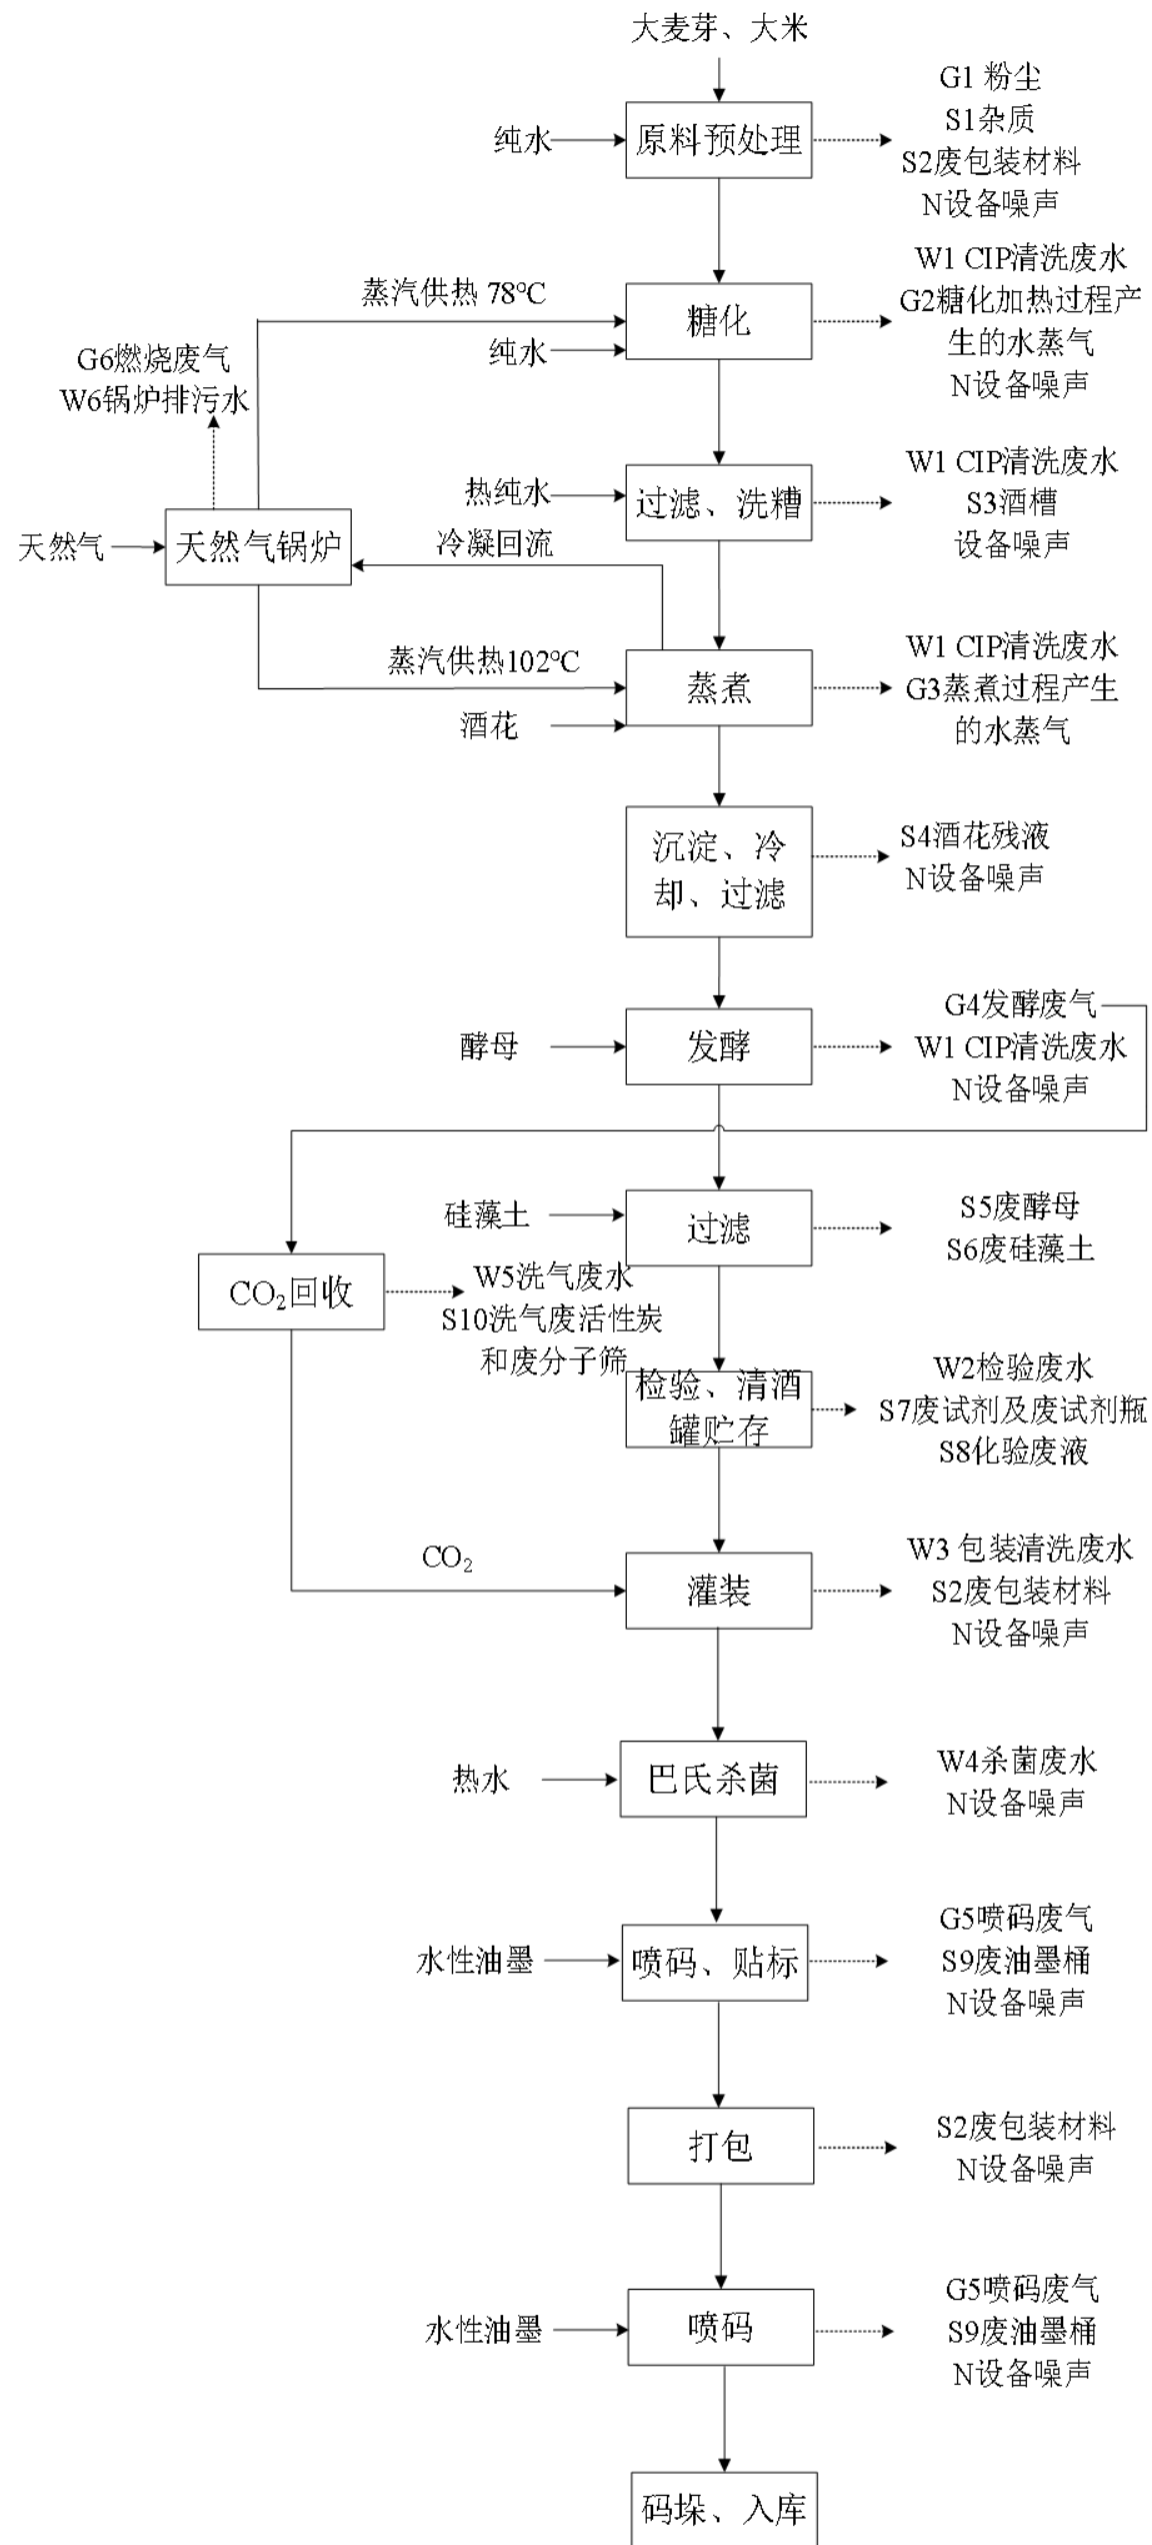 大麦芽、大米
G1 粉尘
S1杂质
S2废包装材料
N设备噪声
纯水
原料预处理
W1 CIP清洗废水
G2糖化加热过程产
生的水蒸气
N设备噪声
蒸汽供热 78℃
糖化
纯水
G6燃烧废气
W6锅炉排污水
W1 CIP清洗废水
S3酒槽
设备噪声
热纯水
过滤、洗糟
天然气
天然气锅炉
冷凝回流
W1 CIP清洗废水
G3蒸煮过程产生
的水蒸气
蒸汽供热102℃
蒸煮
酒花
沉淀、冷
却、过滤
S4酒花残液
N设备噪声
G4发酵废气
W1 CIP清洗废水
N设备噪声
酵母
发酵
硅藻土
过滤
S5废酵母
S6废硅藻土
CO₂回收
W5洗气废水
S10洗气废活性炭
和废分子筛
检验、清酒
罐贮存
W2检验废水
S7废试剂及废试剂瓶
S8化验废液
CO₂
灌装
W3 包装清洗废水
S2废包装材料
N设备噪声
热水
巴氏杀菌
W4杀菌废水
N设备噪声
水性油墨
喷码、贴标
G5喷码废气
S9废油墨桶
N设备噪声
打包
S2废包装材料
N设备噪声
水性油墨
喷码
G5喷码废气
S9废油墨桶
N设备噪声
码垛、入库